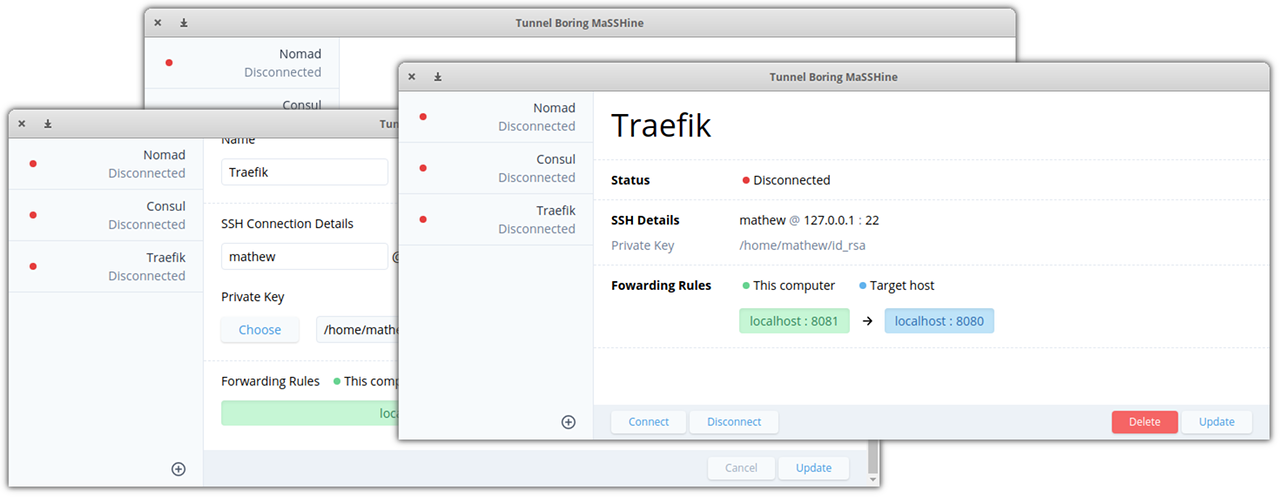 Tunnel Boring MaSSHine
Nomad
Disconnected
Consul
Tun
Nomad
Disconnected
Consul
Disconnected
Traefik
Disconnected
Name
Traefik
SSH Connection Details
mathew @
Private Key
Choose /home/mathe
Forwarding Rules This comp
loca
Cancel Update
Tunnel Boring MaSSHine
Nomad
Disconnected
Consul
Disconnected
Traefik
Disconnected
Traefik
Status Disconnected
SSH Details mathew @ 127.0.0.1 : 22
Private Key /home/mathew/id_rsa
Fowarding Rules This computer Target host
localhost : 8081 → localhost : 8080
Connect Disconnect Delete Update